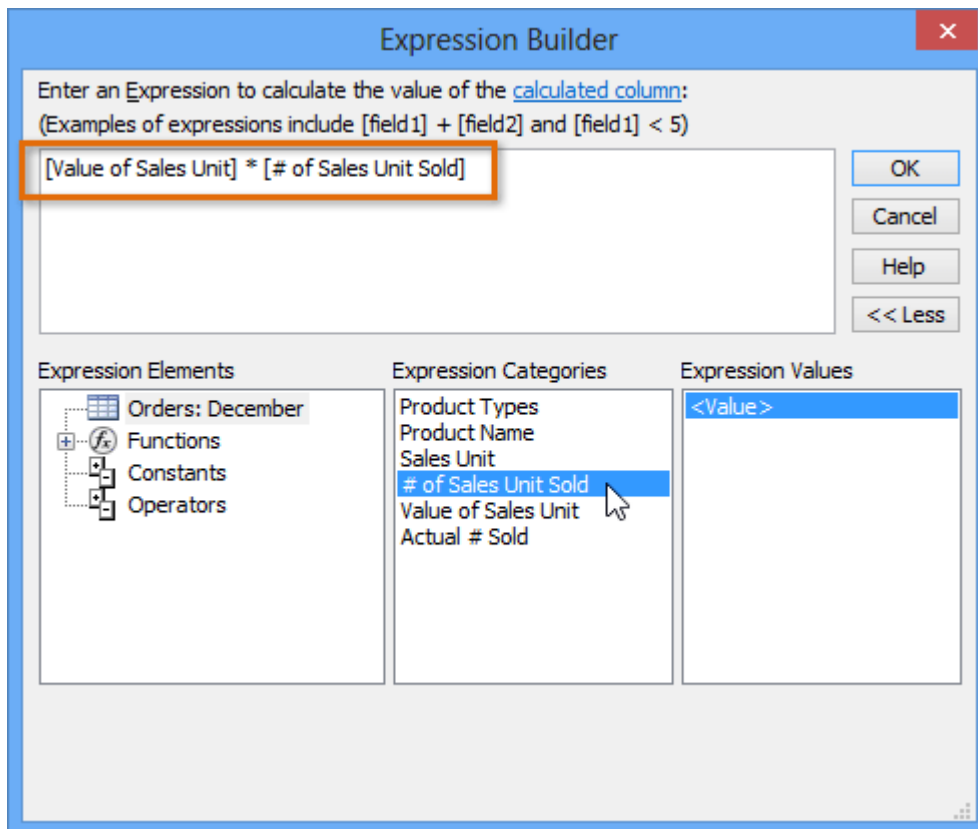 Expression Builder
Enter an Expression to calculate the value of the calculated column:
(Examples of expressions include [field1] + [field2] and [field1] < 5)
[Value of Sales Unit] * [# of Sales Unit Sold]
OK
Cancel
Help
<< Less
Expression Elements
Orders: December
Functions
Constants
Operators
Expression Categories
Product Types
Product Name
Sales Unit
# of Sales Unit Sold
Value of Sales Unit
Actual # Sold
Expression Values
<Value>